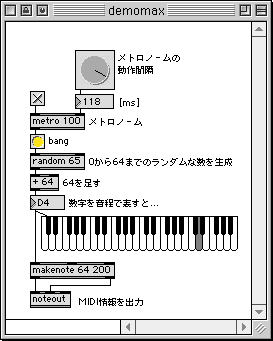 demomax
メトロノームの
動作間隔
118 [ms]
metro 100 メトロノーム
bang
random 65 0から64までのランダムな数を生成
+ 64 64を足す
D4 数字を音程で表すと...
makenote 64 200
noteout MIDI情報を出力